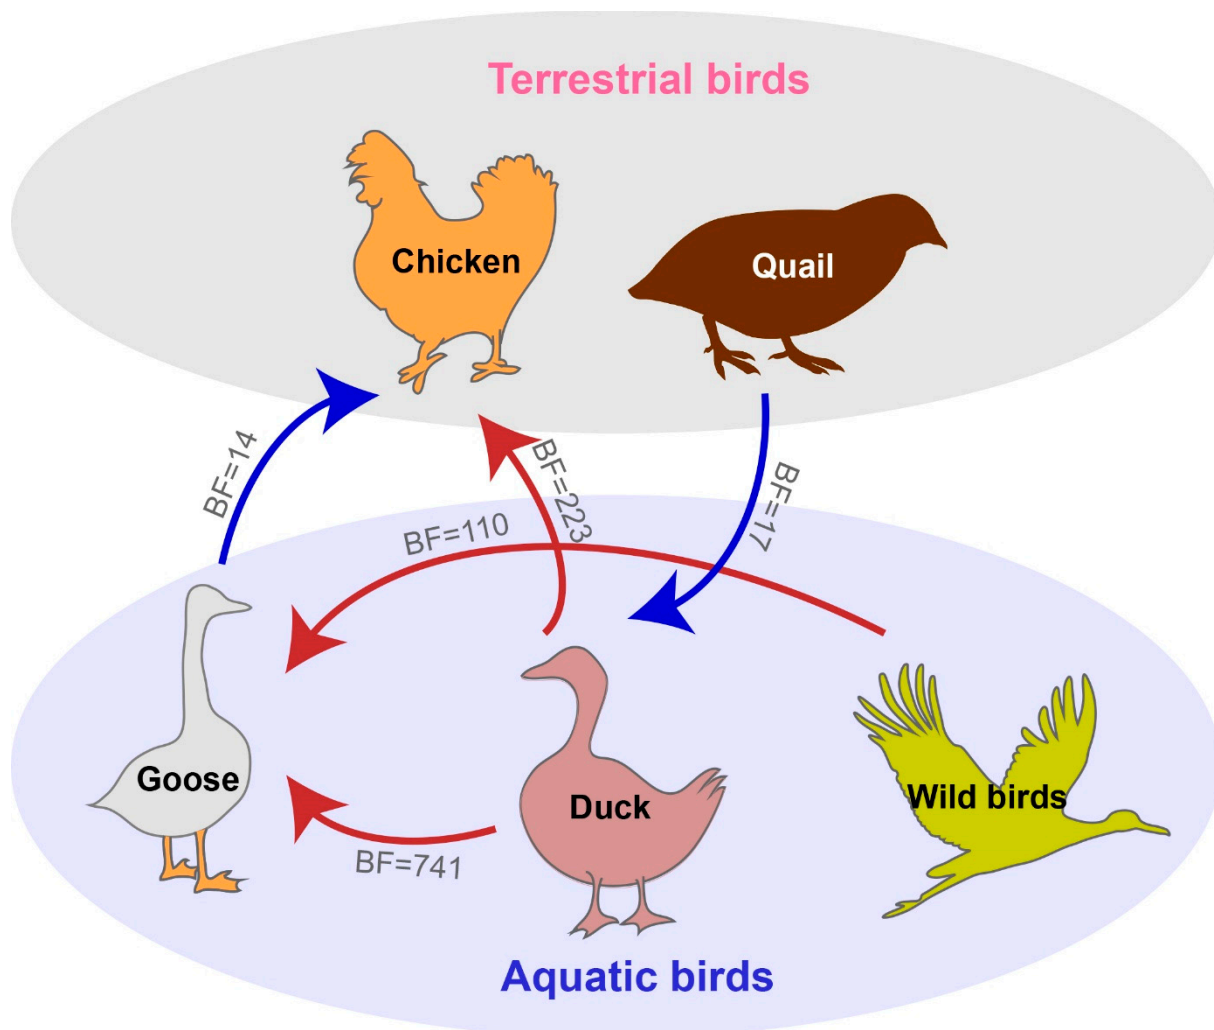 Terrestrial birds
Chicken
Quail
BF=14
BF=223
BF=17
BF=110
Goose
Duck
Wild birds
BF=741
Aquatic birds